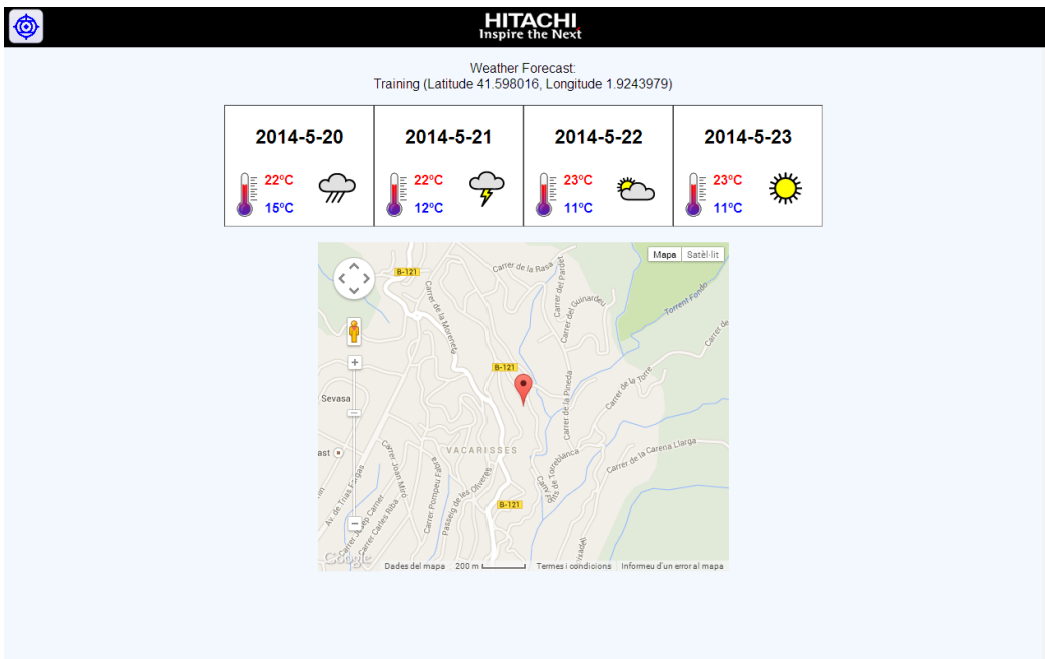 HITACHI
Inspire the Next
Weather Forecast:
Training (Latitude 41.598016, Longitude 1.9243979)
2014-5-20
22ºC
15ºC
2014-5-21
22ºC
12ºC
2014-5-22
23ºC
11ºC
2014-5-23
23ºC
11ºC
Mapa
Satèl·lit
B-121
Carrer de la Rasa
Carrer del Parlar
Carrer del Guinardeu
Torrent Fondo
Carrer de
Carrer de la Moreneta
B-121
Carrer de la Pineda
Carrer de la Torre
Sevasa
ast
VACARISSES
Carrer de la Carena Llarga
Carrer Joan Miró
Carrer Pompeu Fabra
Passeig de les Oliveres
Av. de Trias Fargas
Carrer Josep Carner
Carrer Carles Riba
B-121
Google
Dades del mapa
200 m
Termes i condicions
Informeu d'un error al mapa